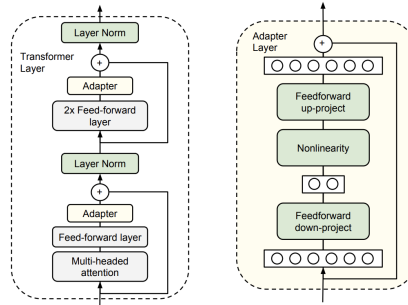 Layer Norm
Transformer
Layer
+
Adapter
2x Feed-forward
layer
Layer Norm
+
Adapter
Feed-forward layer
Multi-headed
attention
Adapter
Layer
+
Feedforward
up-project
Nonlinearity
Feedforward
down-project